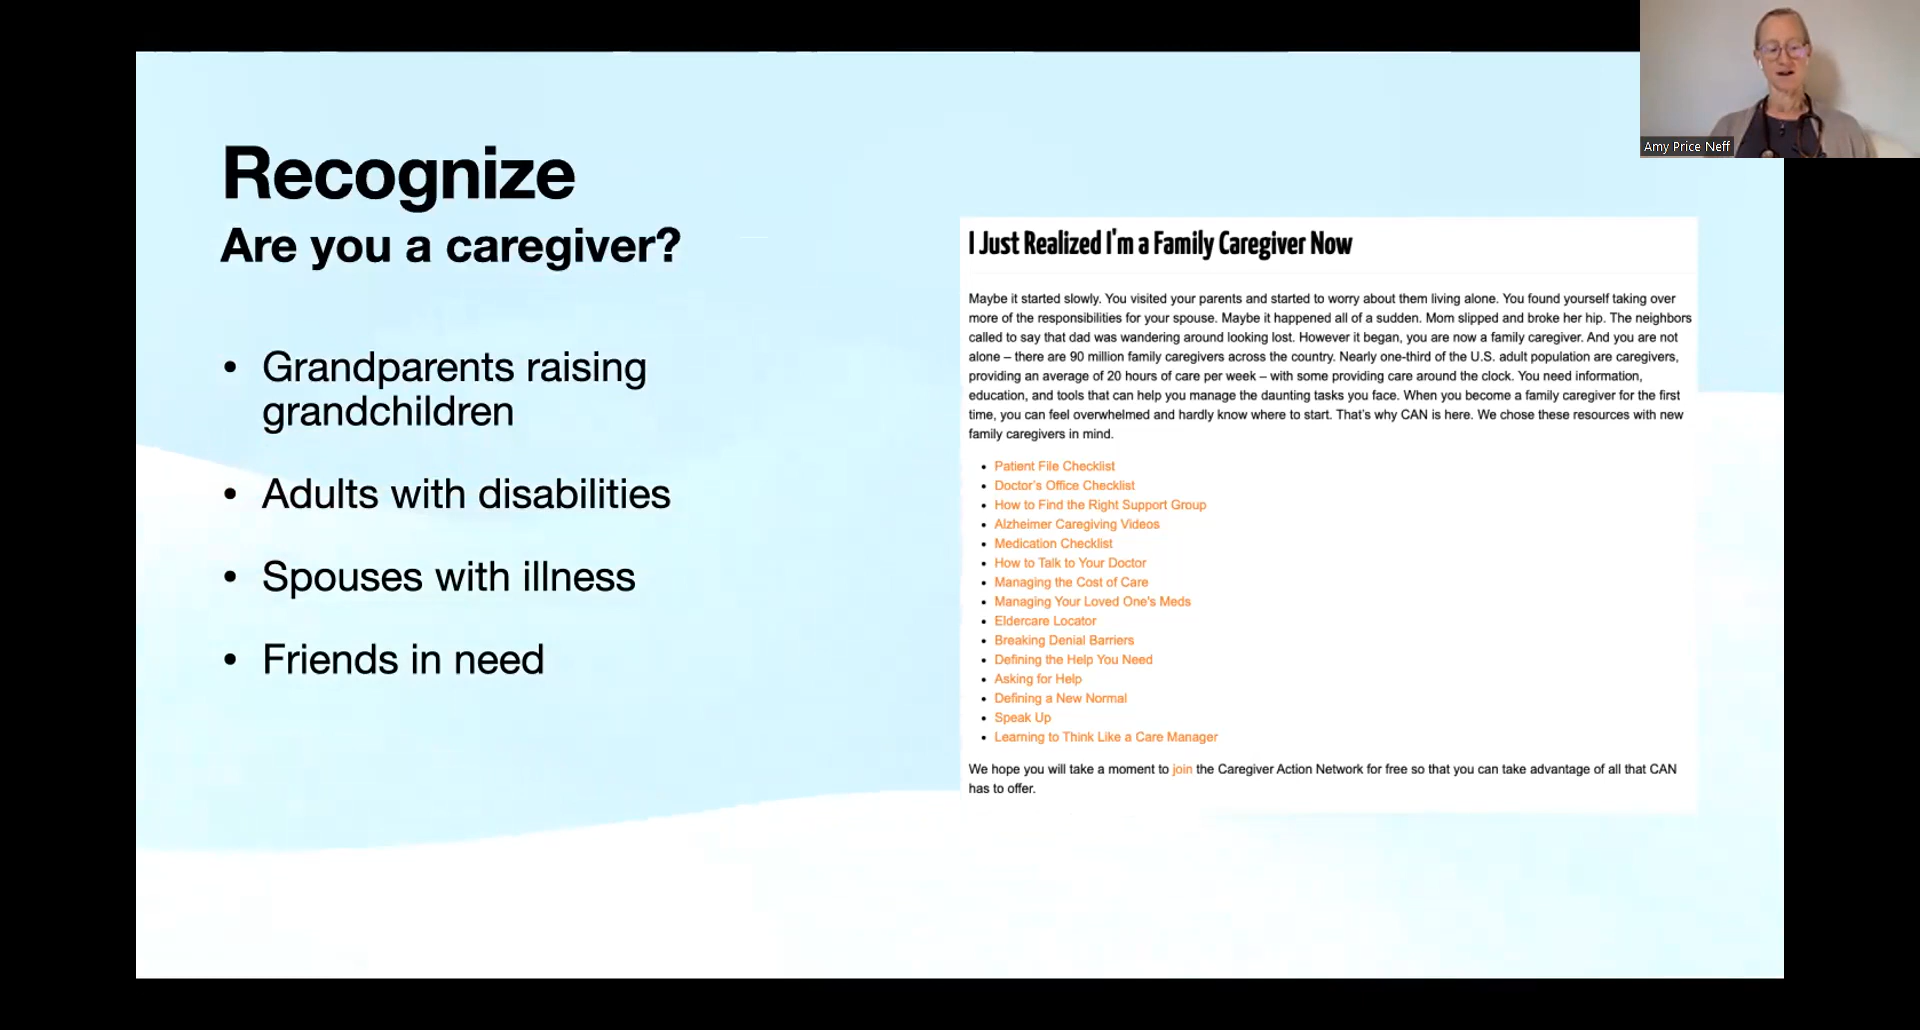 Recognize
Are you a caregiver?
• Grandparents raising
grandchildren
• Adults with disabilities
• Spouses with illness
• Friends in need
I Just Realized I'm a Family Caregiver Now
Maybe it started slowly. You visited your parents and started to worry about them living alone. You found yourself taking over
more of the responsibilities for your spouse. Maybe it happened all of a sudden. Mom slipped and broke her hip. The neighbors
called to say that dad was wandering around looking lost. However it began, you are now a family caregiver. And you are not
alone – there are 90 million family caregivers across the country. Nearly one-third of the U.S. adult population are caregivers,
providing an average of 20 hours of care per week – with some providing care around the clock. You need information,
education, and tools that can help you manage the daunting tasks you face. When you become a family caregiver for the first
time, you can feel overwhelmed and hardly know where to start. That's why CAN is here. We chose these resources with new
family caregivers in mind.
• Patient File Checklist
• Doctor's Office Checklist
• How to Find the Right Support Group
• Alzheimer Caregiving Videos
• Medication Checklist
• How to Talk to Your Doctor
• Managing the Cost of Care
• Managing Your Loved One's Meds
• Eldercare Locator
• Breaking Denial Barriers
• Defining the Help You Need
• Asking for Help
• Defining a New Normal
• Speak Up
• Learning to Think Like a Care Manager
We hope you will take a moment to join the Caregiver Action Network for free so that you can take advantage of all that CAN
has to offer.
Amy Price Neff